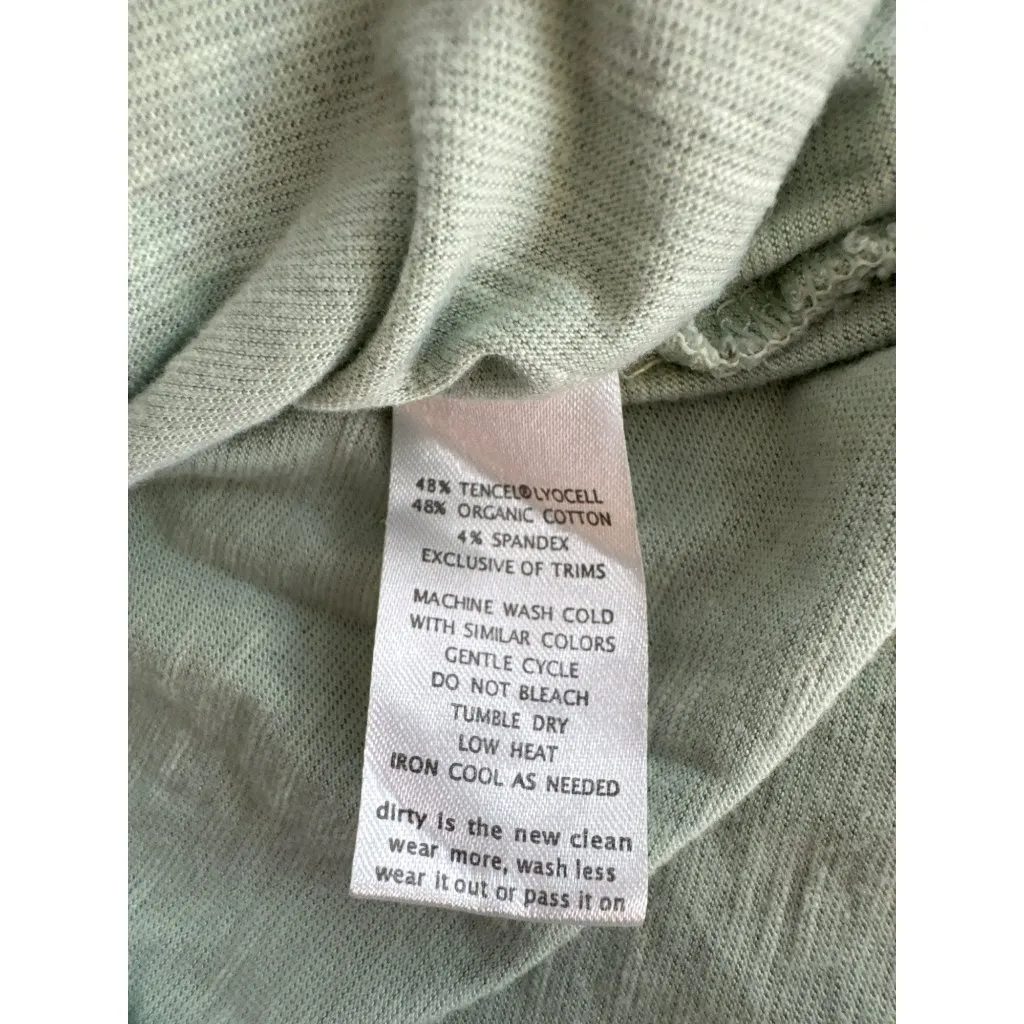 48% TENCEL®LYOCELL
48% ORGANIC COTTON
4% SPANDEX
EXCLUSIVE OF TRIMS
MACHINE WASH COLD
WITH SIMILAR COLORS
GENTLE CYCLE
DO NOT BLEACH
TUMBLE DRY
LOW HEAT
IRON COOL AS NEEDED
dirty is the new clean
wear more, wash less
wear it out or pass it on